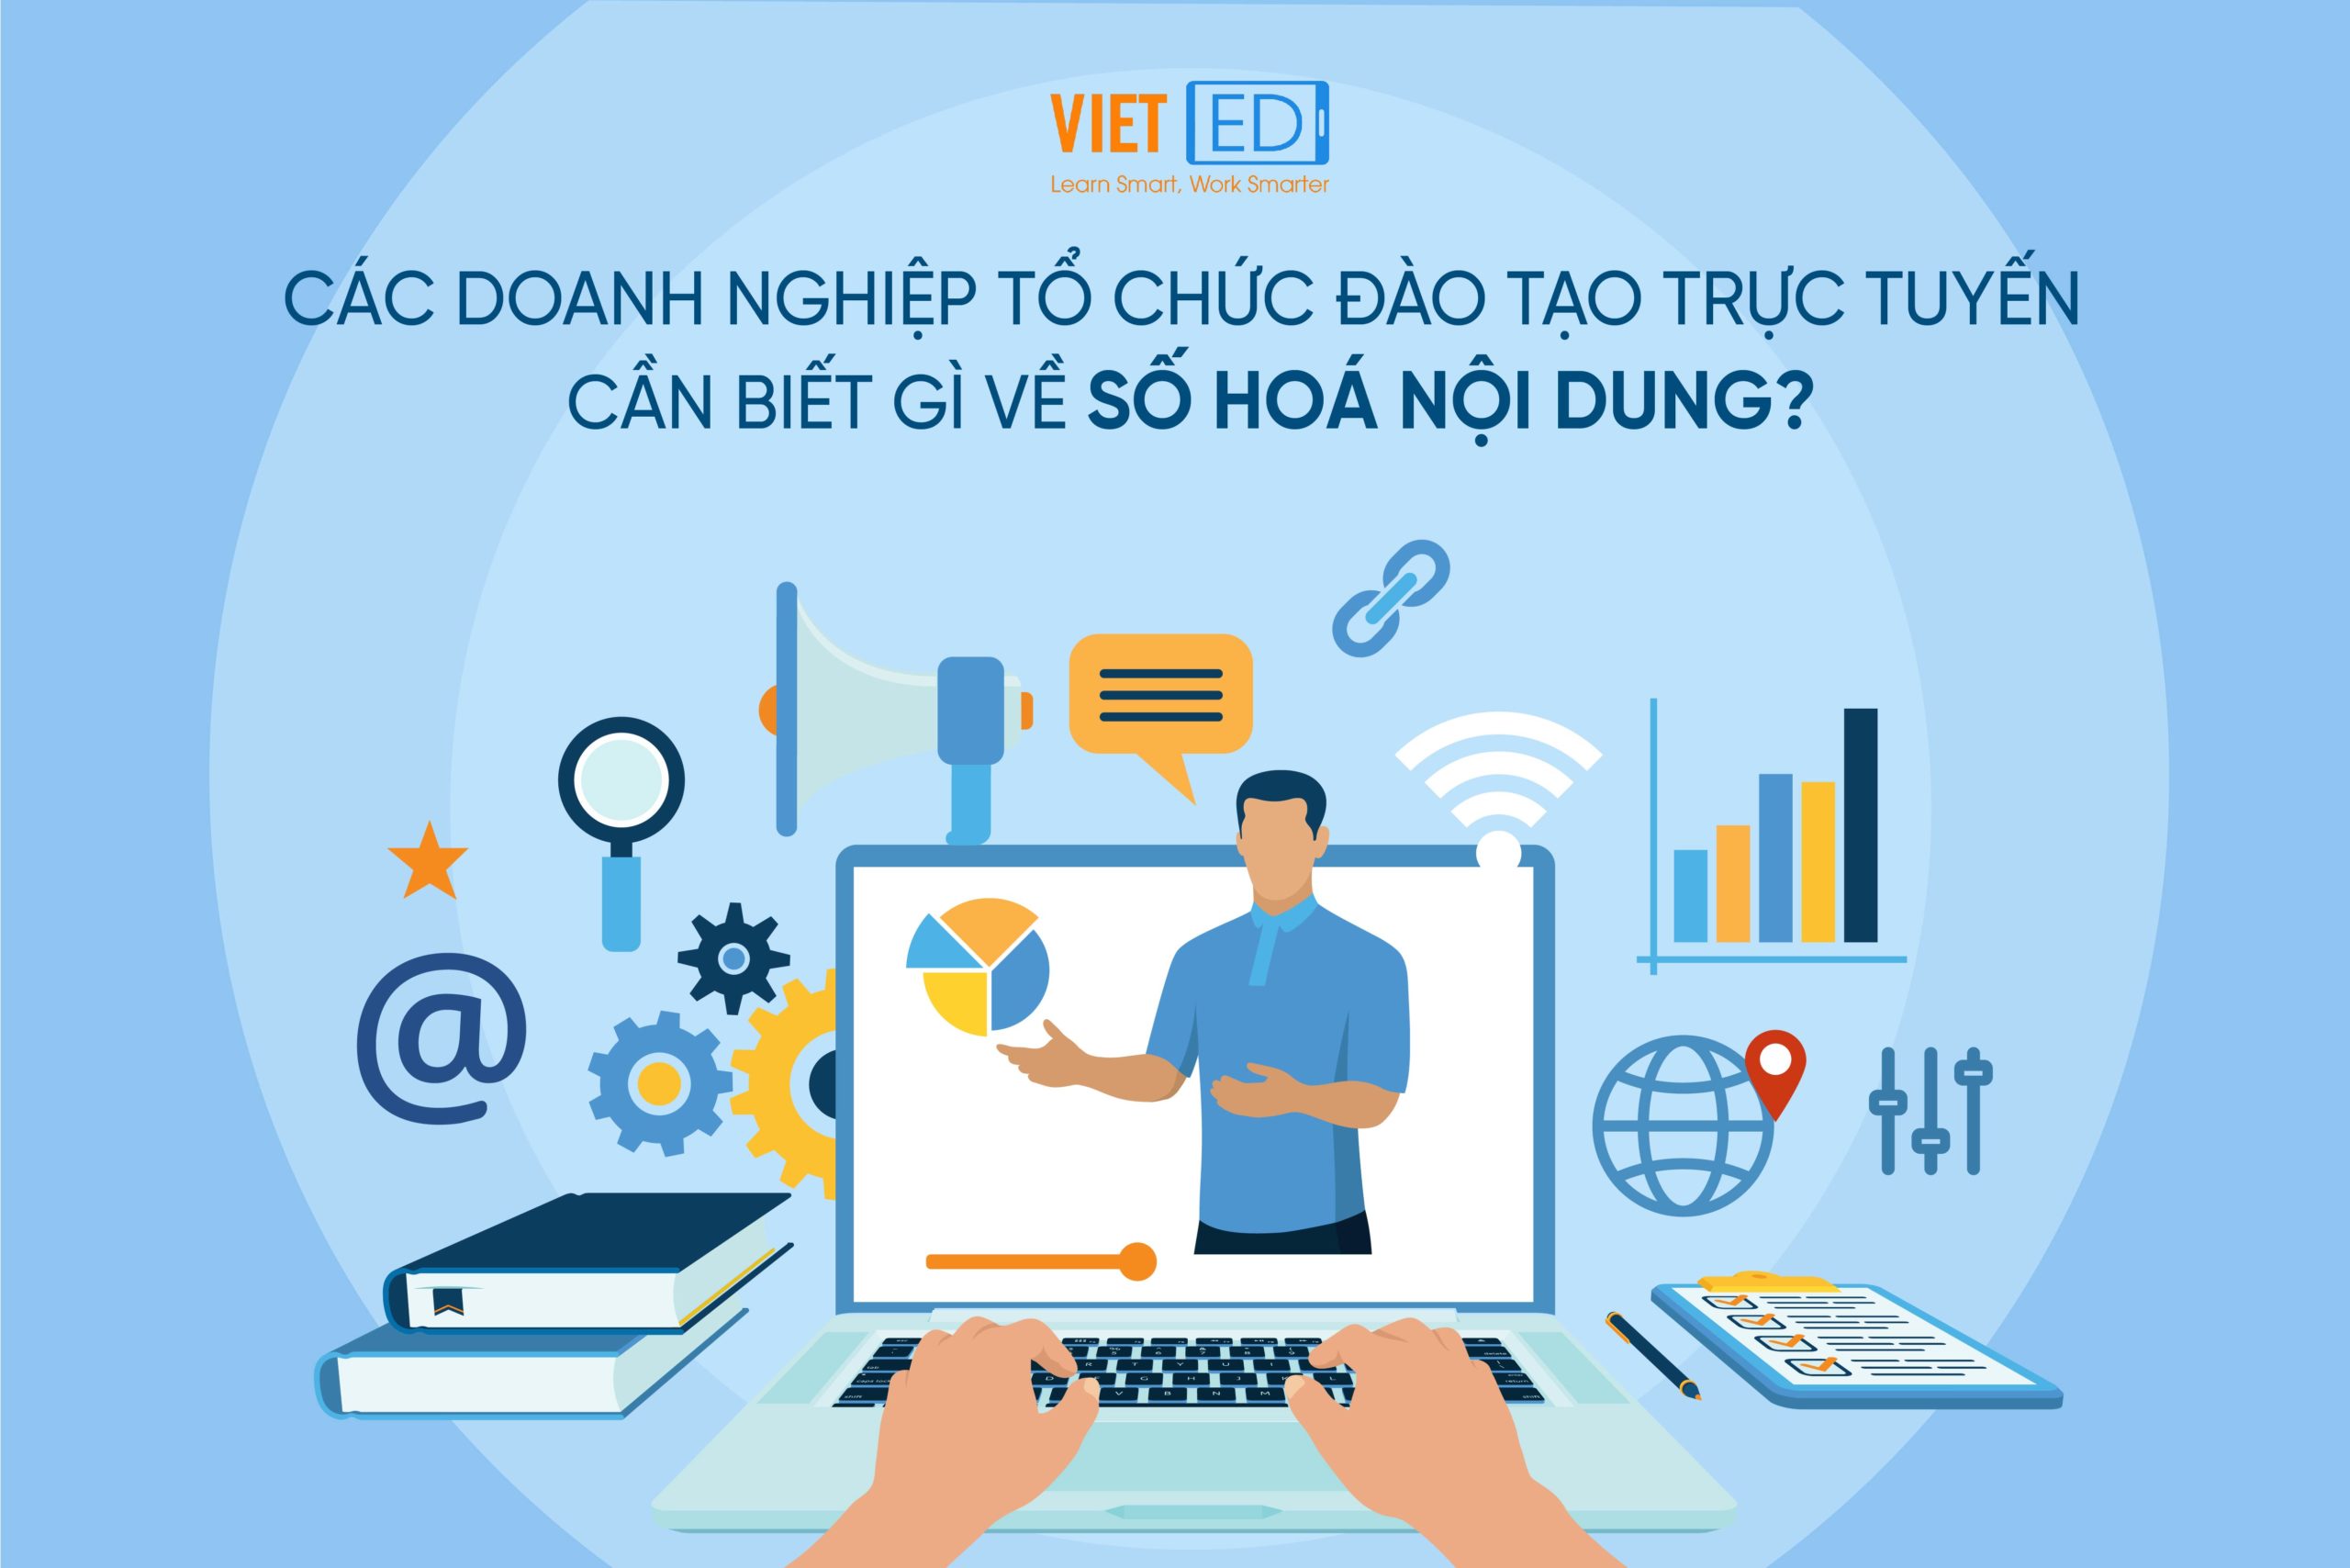 VIET ED
Learn Smart, Work Smarter
CÁC DOANH NGHIỆP TỔ CHỨC ĐÀO TẠO TRỰC TUYẾN
CẦN BIẾT GÌ VỀ SỐ HOÁ NỘI DUNG?